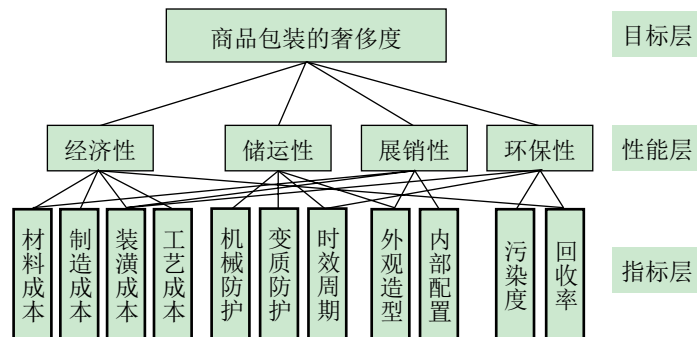 商品包装的奢侈度
目标层
经济性
储运性
展销性
环保性
性能层
材料成本
制造成本
装潢成本
工艺成本
机械防护
变质防护
时效周期
外观造型
内部配置
污染度
回收率
指标层